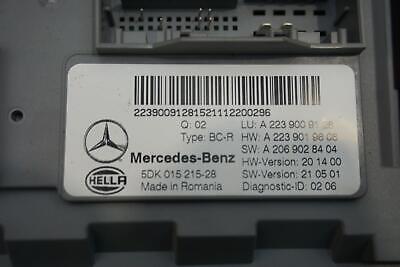 22390091281521112200296
Q: 02 LU: A 223 900 91 28
Type: BC-R HW: A 223 901 98 08
SW: A 206 902 84 04
Mercedes-Benz HW-Version: 20 14 00
HELLA 5DK 015 215-28 SW-Version: 21 05 01
Made in Romania Diagnostic-ID: 02 06